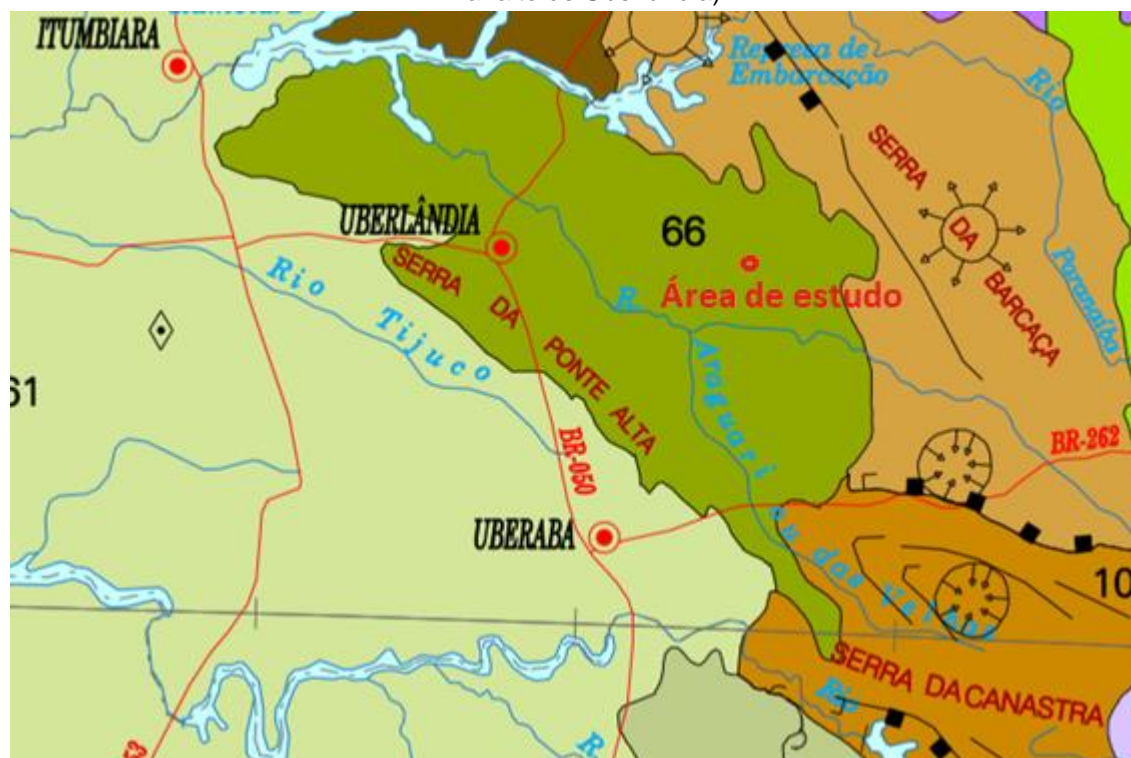 ITUMBIARA
Represa de
Embarcação
Rio
SERRA
DA
BARCAÇA
Paranaíba
UBERLÂNDIA
66
Área de estudo
SERRA DA PONTE ALTA
Rio Tijuco
R. Araguari ou das Velhas
61
BR-050
BR-262
UBERABA
10
SERRA DA CANASTRA
Rio
R.